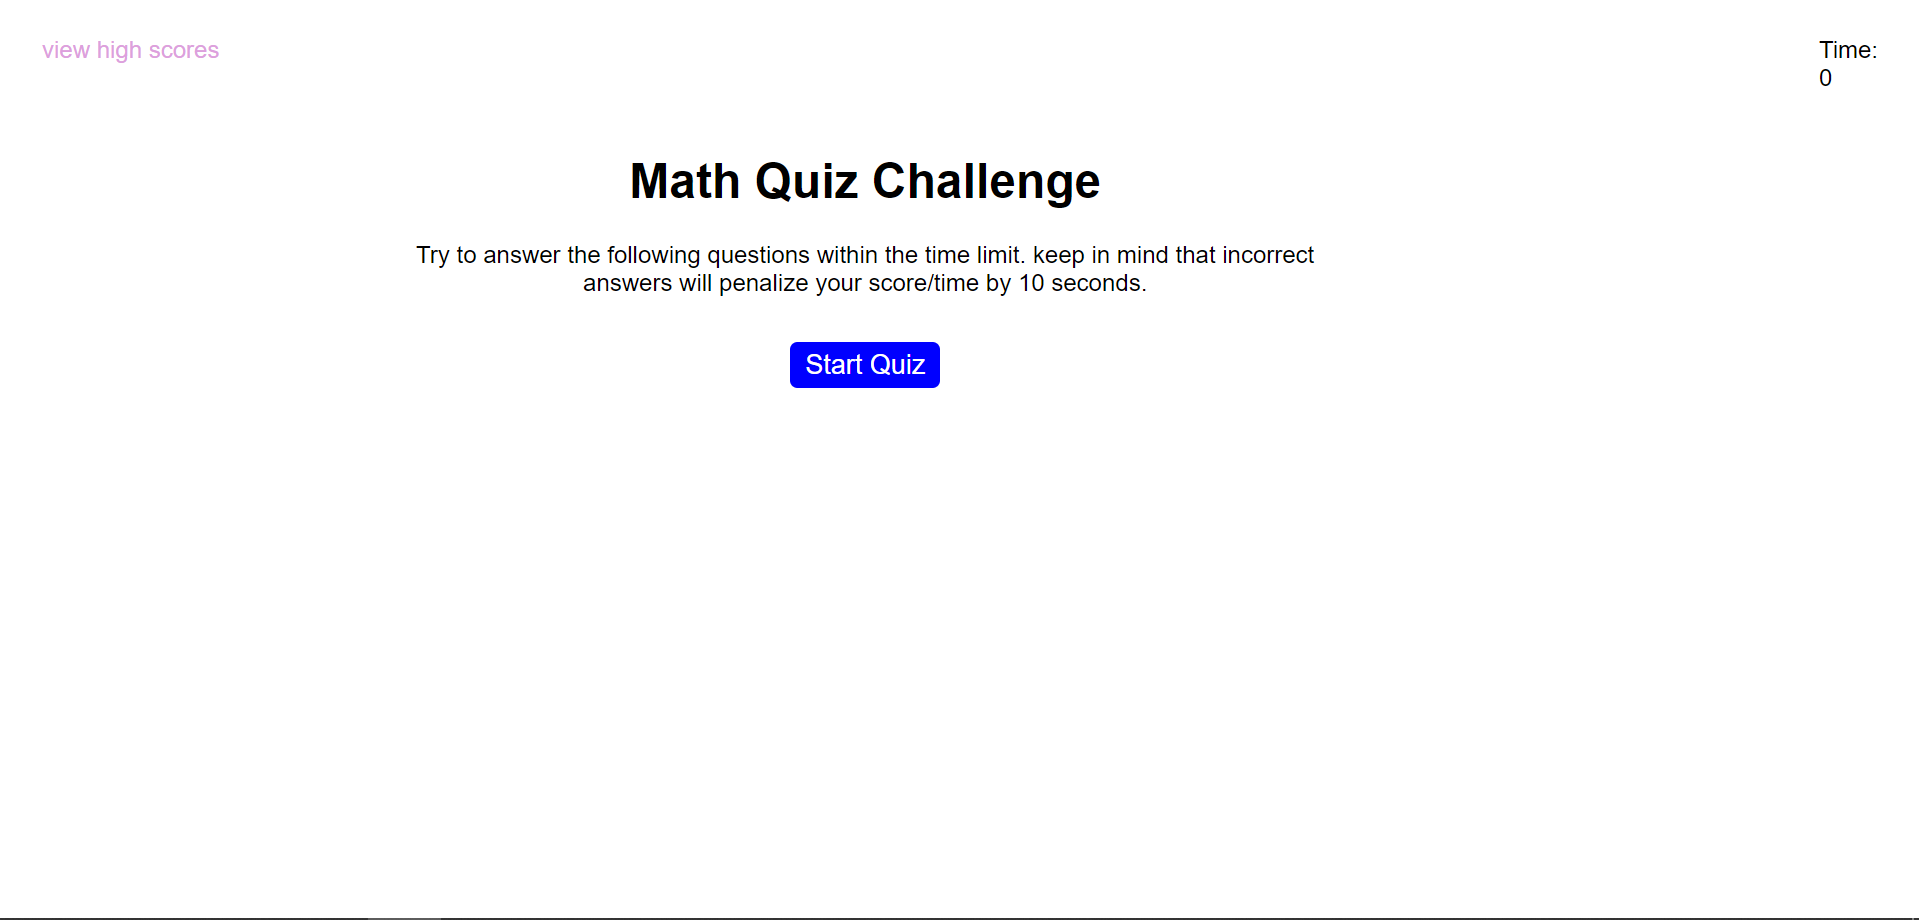 view high scores
Time:
0
Math Quiz Challenge
Try to answer the following questions within the time limit. keep in mind that incorrect
answers will penalize your score/time by 10 seconds.
Start Quiz